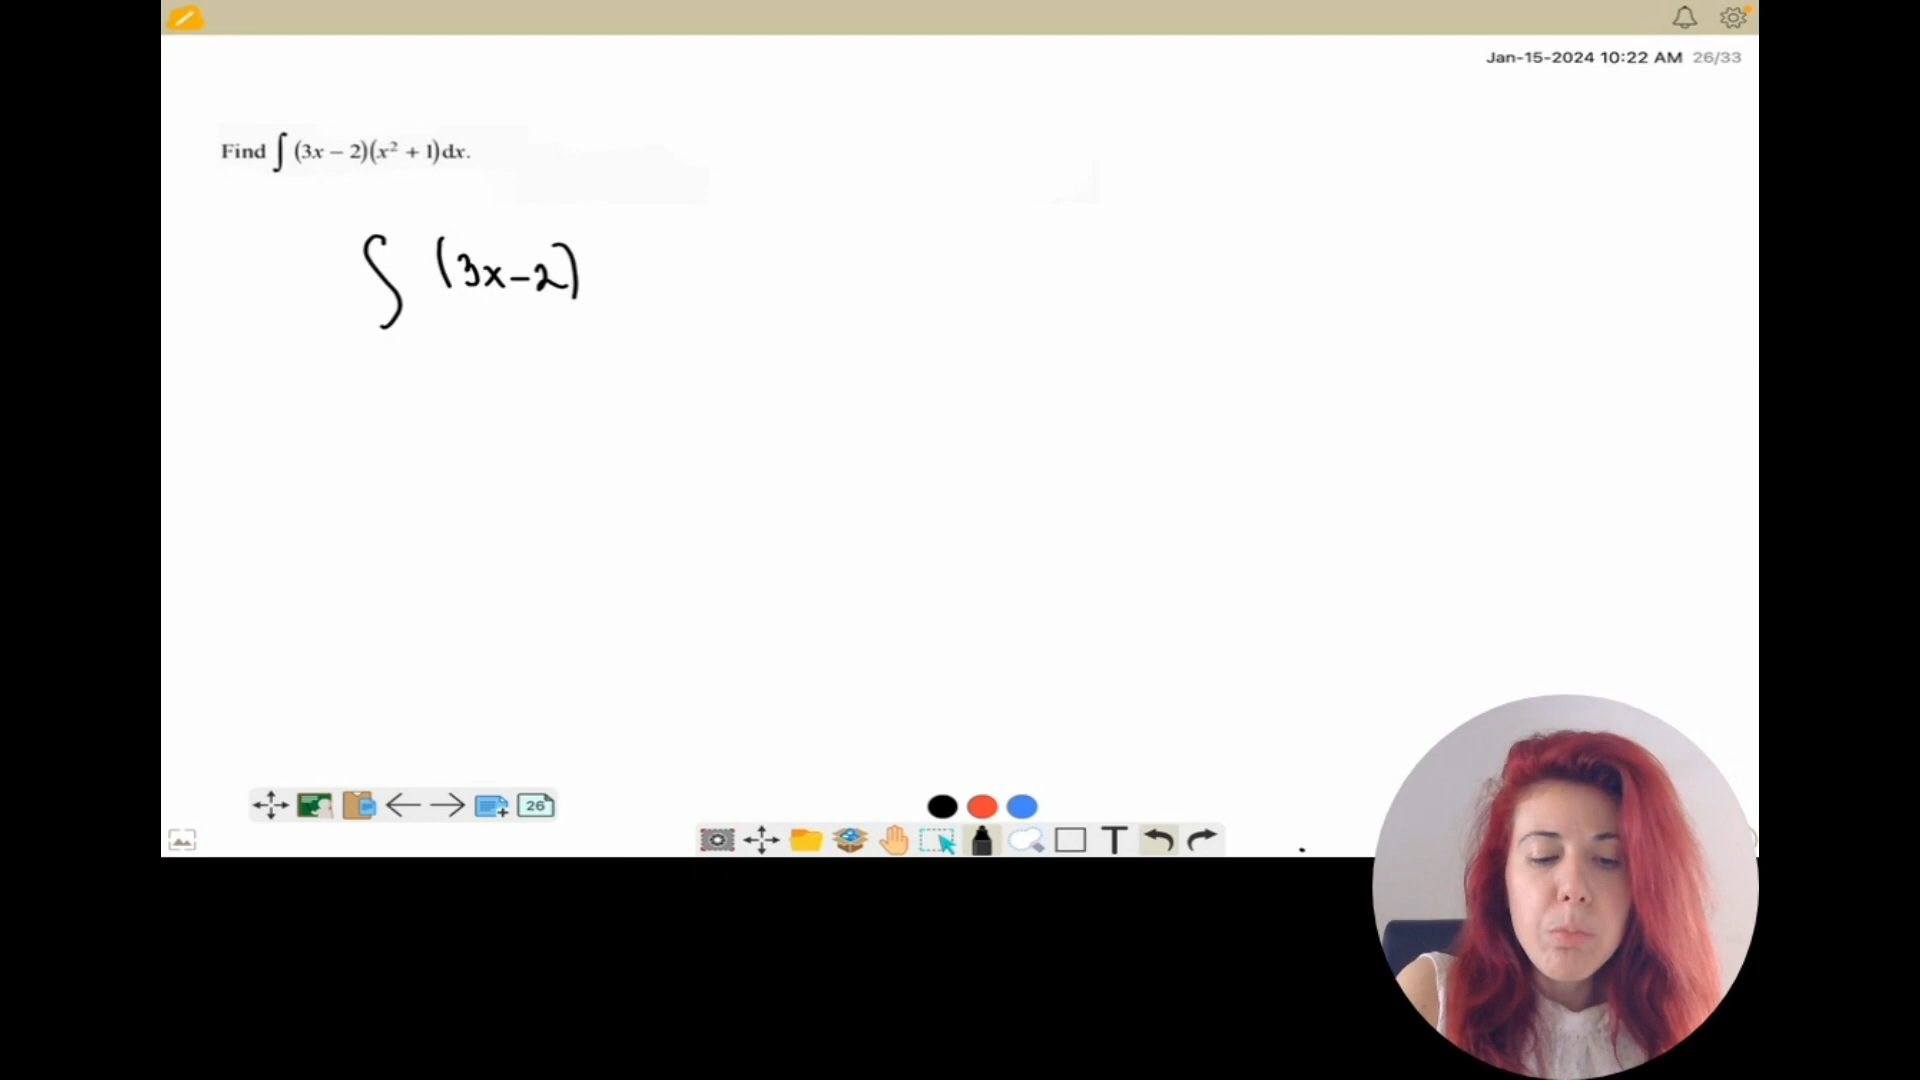 Jan-15-2024 10:22 AM 26/33
Find ∫ (3x − 2)(x² + 1)dx.
∫ (3x-2)
26
T